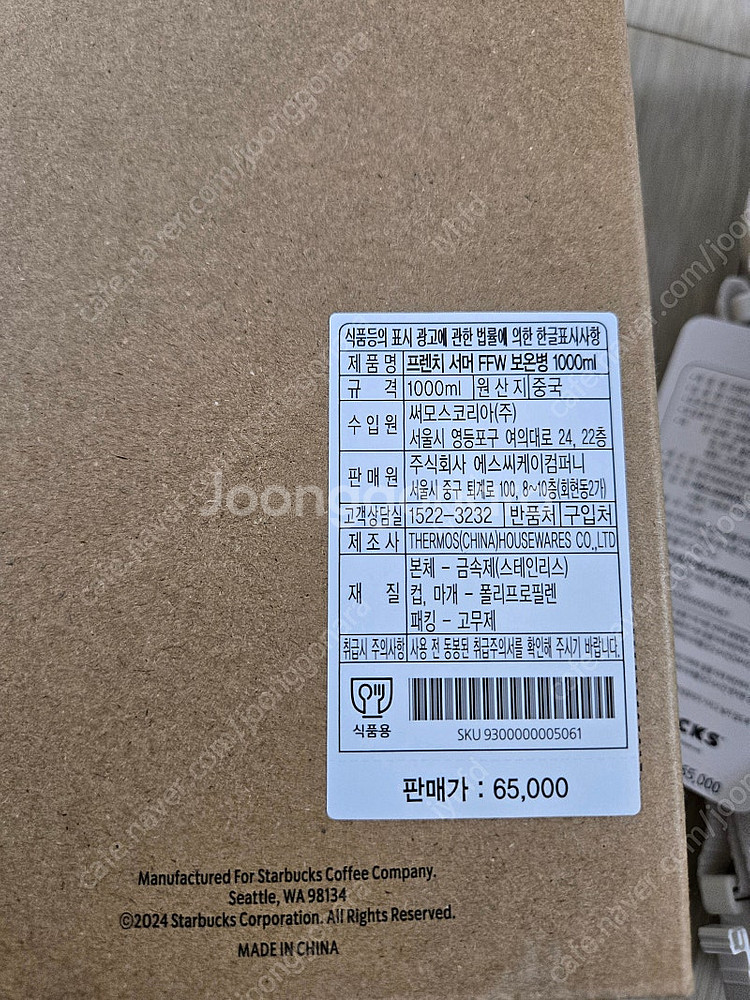 식품등의 표시 광고에 관한 법률에 의한 한글표시사항
제 품 명 프렌치 서머 FFW 보온병 1000ml
규 격 1000ml 원 산 지 중국
수 입 원 써모스코리아(주)
서울시 영등포구 여의대로 24, 22층
판 매 원 주식회사 에스씨케이컴퍼니
서울시 중구 퇴계로 100, 8~10층(회현동2가)
고객상담실 1522-3232 반품처 구입처
제 조 사 THERMOS(CHINA)HOUSEWARES CO.,LTD
재 질 본체 - 금속제(스테인리스)
컵, 마개 - 폴리프로필렌
패킹 - 고무제
취급시 주의사항 사용 전 동봉된 취급주의서를 확인해 주시기 바랍니다.
식품용
SKU 9300000005061
판매가 : 65,000
Manufactured For Starbucks Coffee Company.
Seattle, WA 98134
©2024 Starbucks Corporation. All Rights Reserved.
MADE IN CHINA
CKS
55,000
Joonggonara
cafe.naver.com/joonggonara
jyhrd